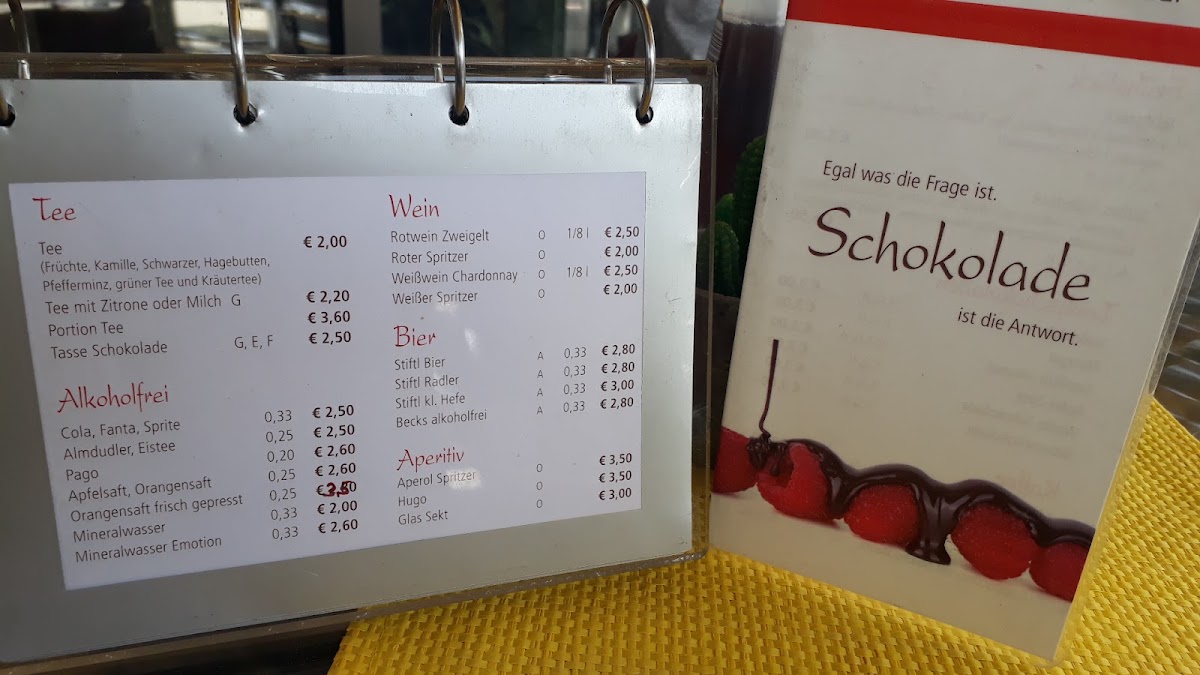 Tee
Tee € 2,00
(Früchte, Kamille, Schwarzer, Hagebutten,
Pfefferminz, grüner Tee und Kräutertee)
Tee mit Zitrone oder Milch G € 2,20
Portion Tee € 3,60
Tasse Schokolade G, E, F € 2,50
Alkoholfrei
Cola, Fanta, Sprite 0,33 € 2,50
Almdudler, Eistee 0,25 € 2,50
Pago 0,20 € 2,60
Apfelsaft, Orangensaft 0,25 € 2,60
Orangensaft frisch gepresst 0,25
Mineralwasser 0,33 € 2,00
Mineralwasser Emotion 0,33 € 2,60
Wein
Rotwein Zweigelt O 1/8 l € 2,50
Roter Spritzer O € 2,00
Weißwein Chardonnay O 1/8 l € 2,50
Weißer Spritzer O € 2,00
Bier
Stiftl Bier A 0,33 € 2,80
Stiftl Radler A 0,33 € 2,80
Stiftl kl. Hefe A 0,33 € 3,00
Becks alkoholfrei A 0,33 € 2,80
Aperitiv
Aperol Spritzer O € 3,50
Hugo O € 3,50
Glas Sekt O € 3,00
Egal was die Frage ist.
Schokolade
ist die Antwort.